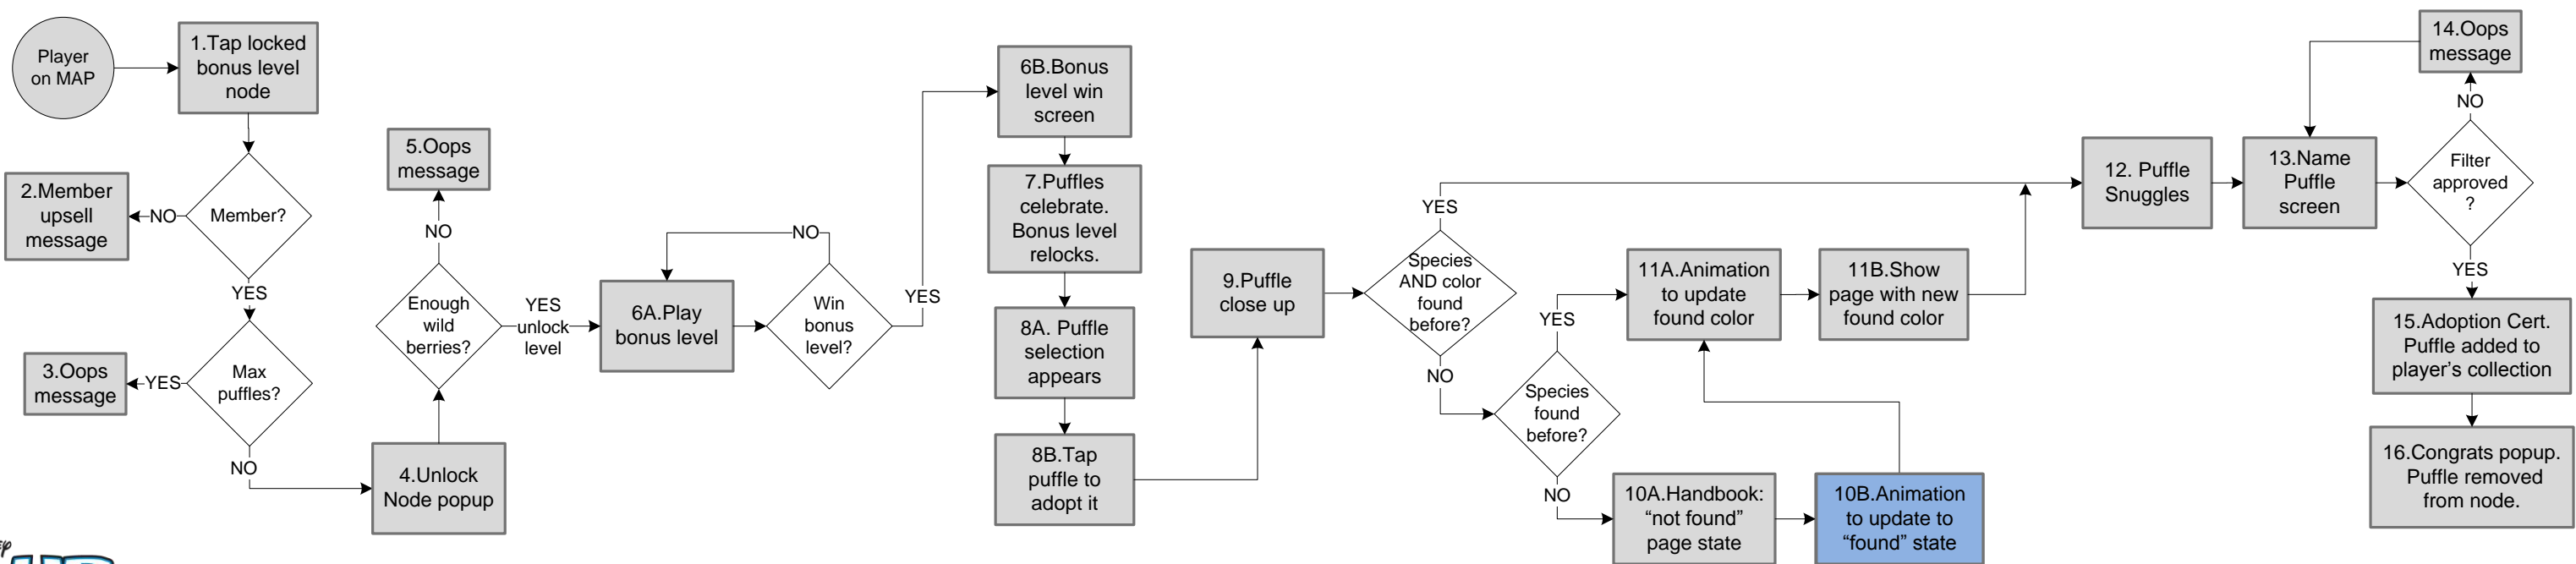 Player
on MAP
1.Tap locked
bonus level
node
Member?
NO
2.Member
upsell
message
YES
Max
puffles?
YES
3.Oops
message
NO
4.Unlock
Node popup
Enough
wild
berries?
NO
5.Oops
message
YES
unlock
level
6A.Play
bonus level
Win
bonus
level?
NO
YES
6B.Bonus
level win
screen
7.Puffles
celebrate.
Bonus level
relocks.
8A. Puffle
selection
appears
8B.Tap
puffle to
adopt it
9.Puffle
close up
Species
AND color
found
before?
YES
NO
Species
found
before?
YES
NO
10A.Handbook:
“not found”
page state
10B.Animation
to update to
“found” state
11A.Animation
to update
found color
11B.Show
page with new
found color
12. Puffle
Snuggles
13.Name
Puffle
screen
Filter
approved
?
NO
14.Oops
message
YES
15.Adoption Cert.
Puffle added to
player’s collection
16.Congrats popup.
Puffle removed
from node.